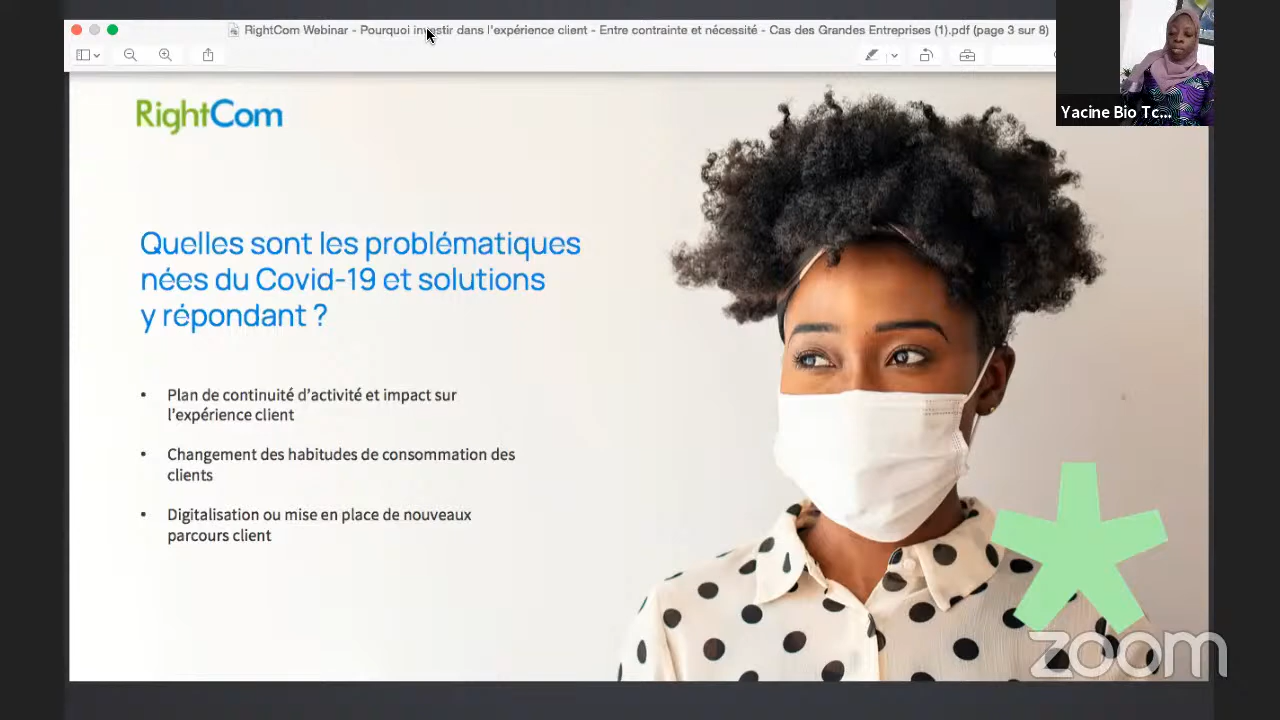 RightCom Webinar - Pourquoi investir dans l'expérience client - Entre contrainte et nécessité - Cas des Grandes Entreprises (1).pdf (page 3 sur 8)
Yacine Bio Tc...
RightCom
Quelles sont les problématiques
nées du Covid-19 et solutions
y répondant ?
• Plan de continuité d'activité et impact sur
l'expérience client
• Changement des habitudes de consommation des
clients
• Digitalisation ou mise en place de nouveaux
parcours client
zoom